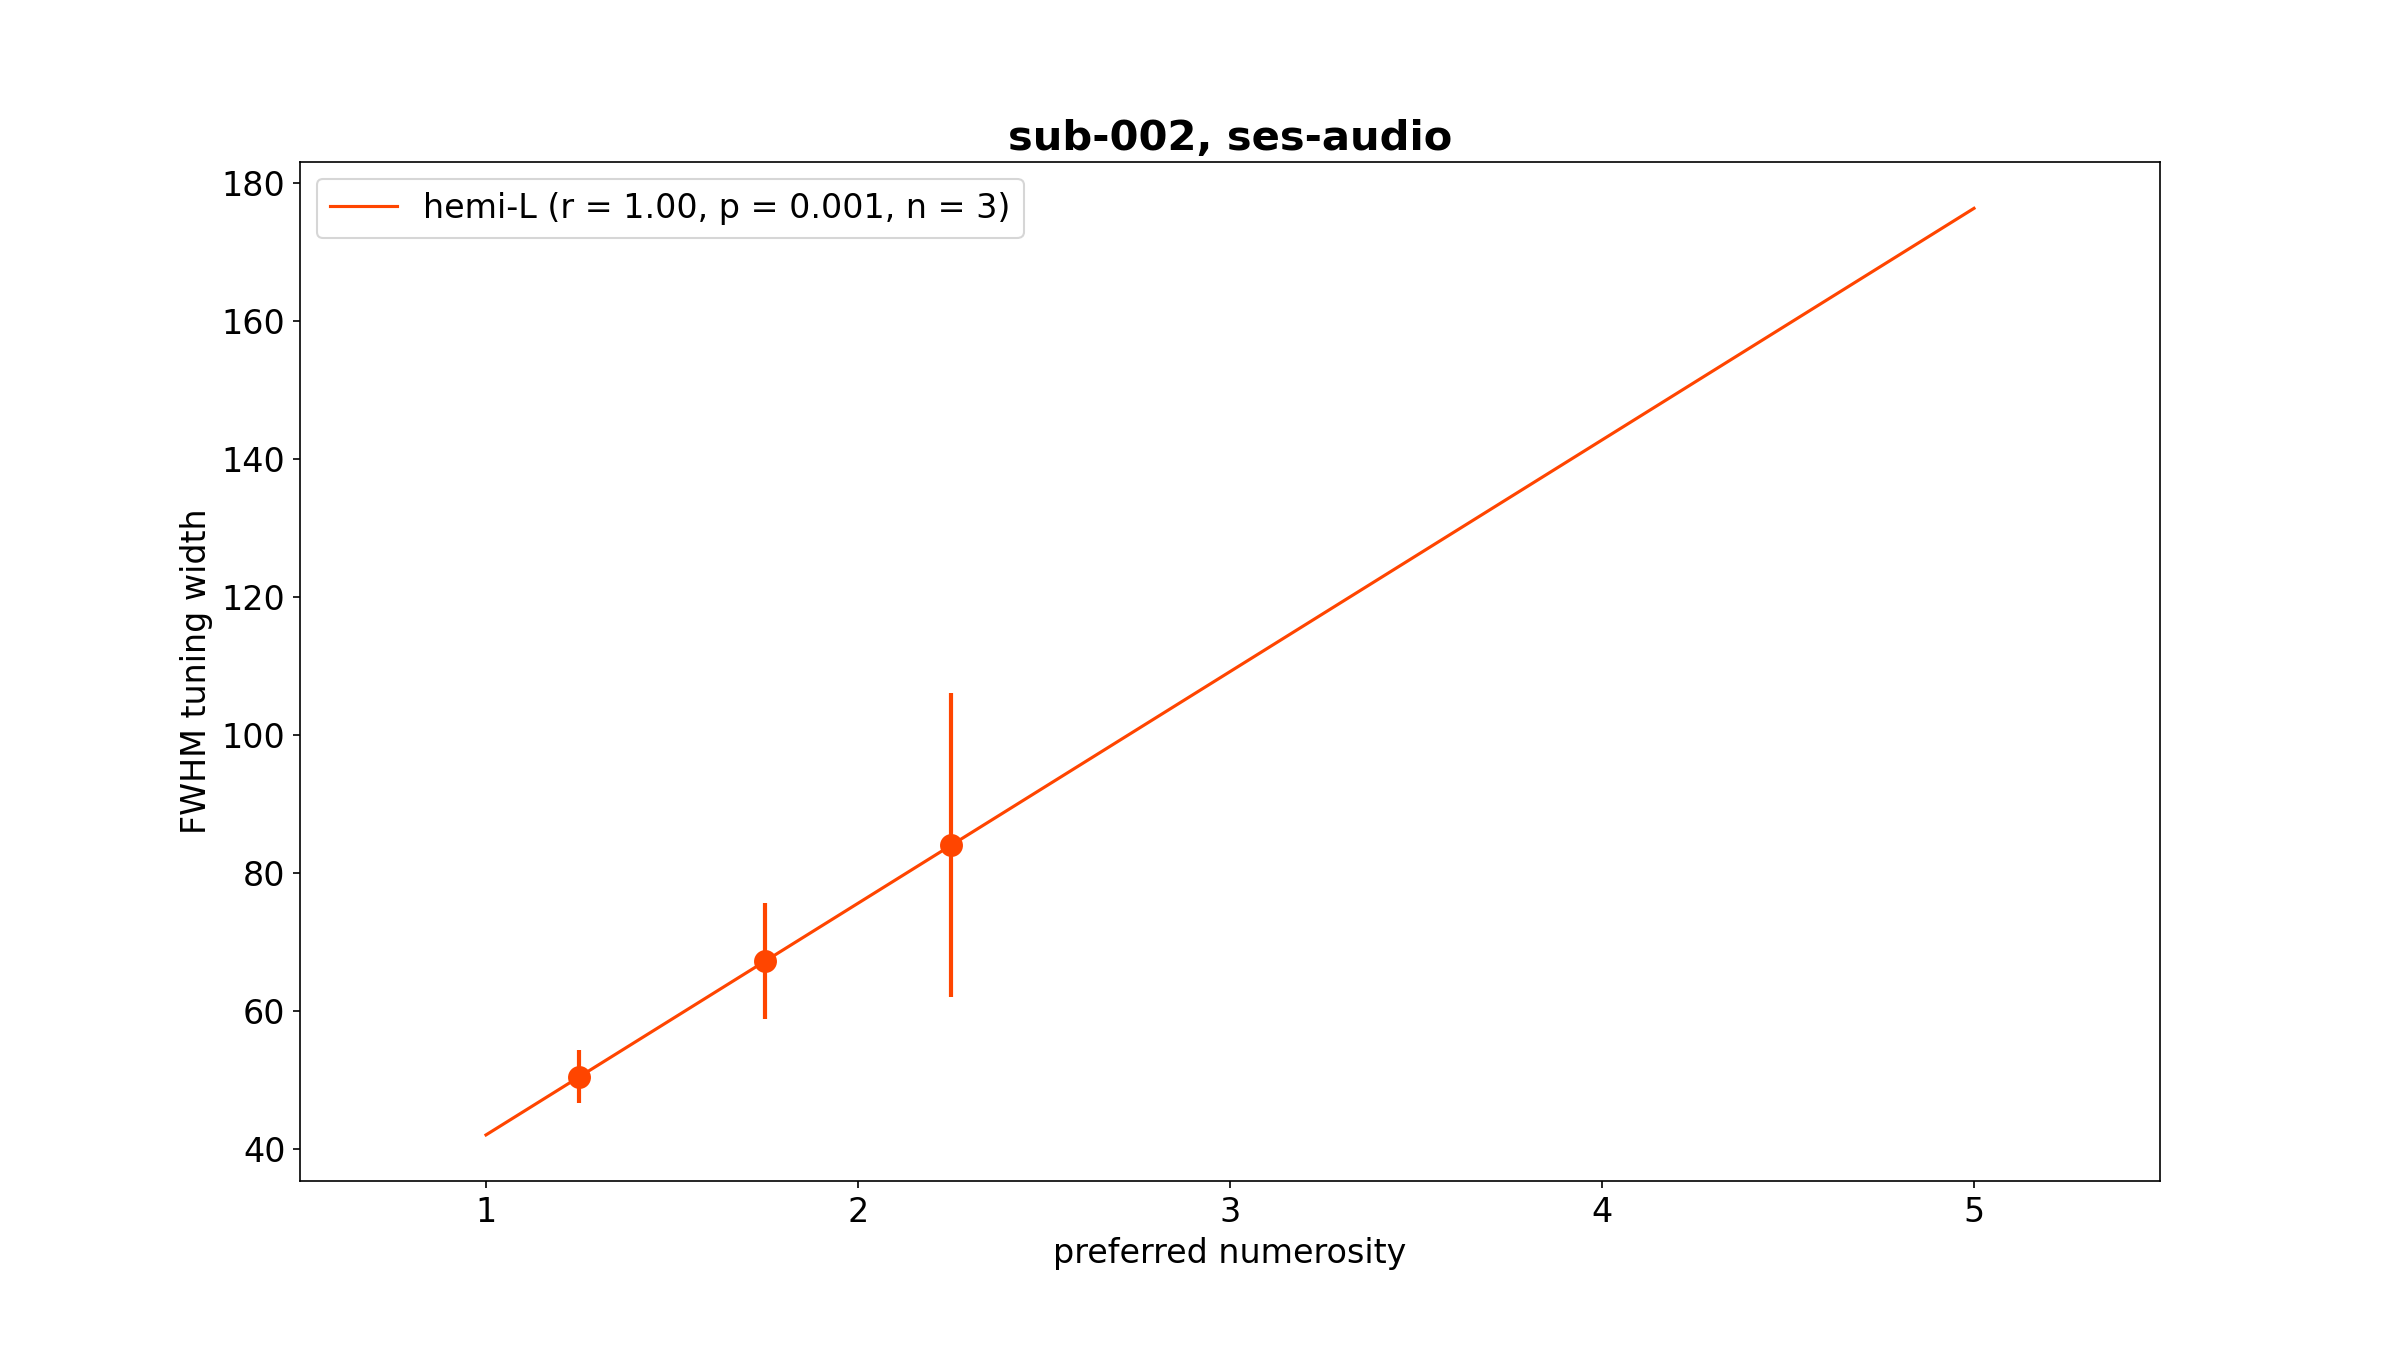 sub-002, ses-audio
hemi-L (r = 1.00, p = 0.001, n = 3)
FWHM tuning width
180
160
140
120
100
80
60
40
1 2 3 4 5
preferred numerosity